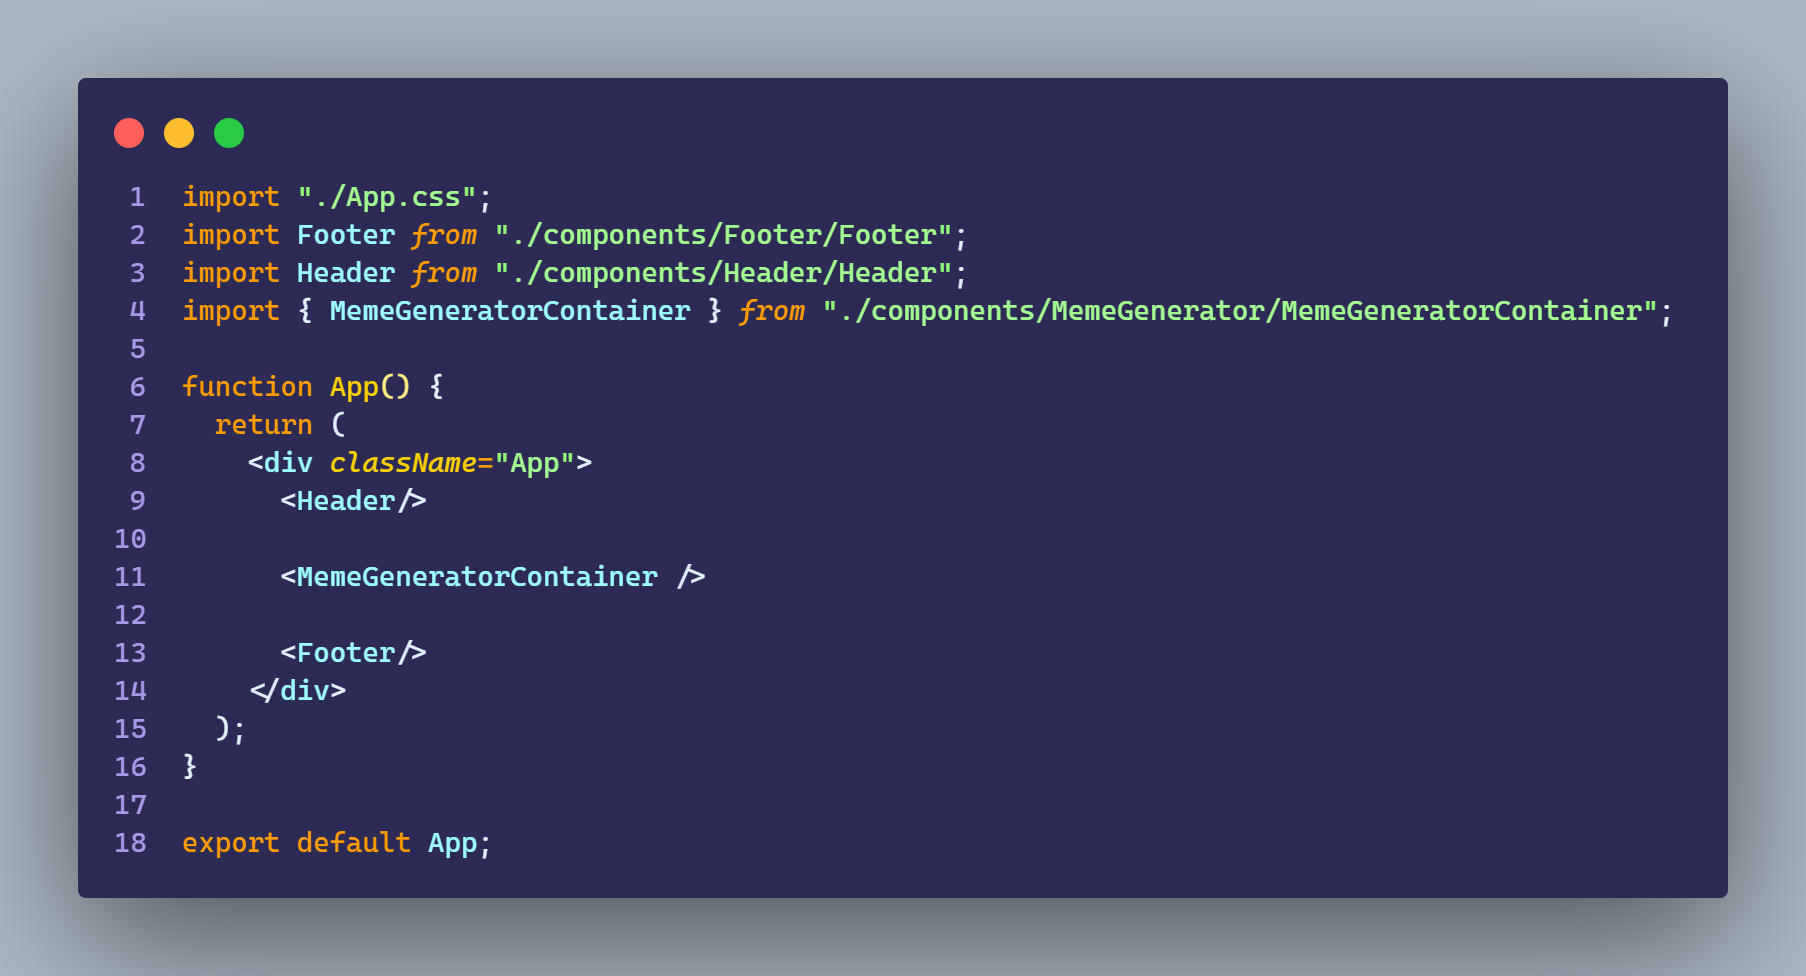 1 import "./App.css";
2 import Footer from "./components/Footer/Footer";
3 import Header from "./components/Header/Header";
4 import { MemeGeneratorContainer } from "./components/MemeGenerator/MemeGeneratorContainer";
5
6 function App() {
7   return (
8     <div className="App">
9       <Header/>
10
11       <MemeGeneratorContainer />
12
13       <Footer/>
14     </div>
15   );
16 }
17
18 export default App;